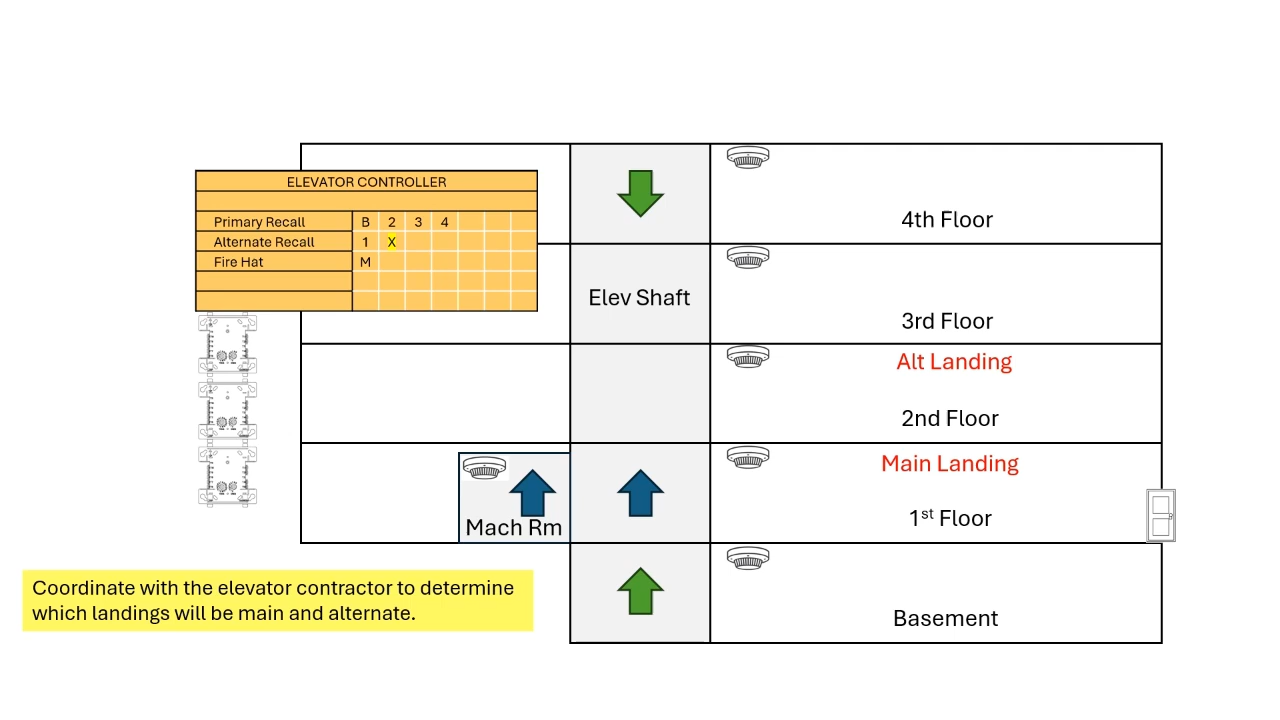 ELEVATOR CONTROLLER
Primary Recall B 2 3 4
Alternate Recall 1 X
Fire Hat M
4th Floor
Elev Shaft
3rd Floor
Alt Landing
2nd Floor
Main Landing
Mach Rm
1st Floor
Coordinate with the elevator contractor to determine
which landings will be main and alternate.
Basement